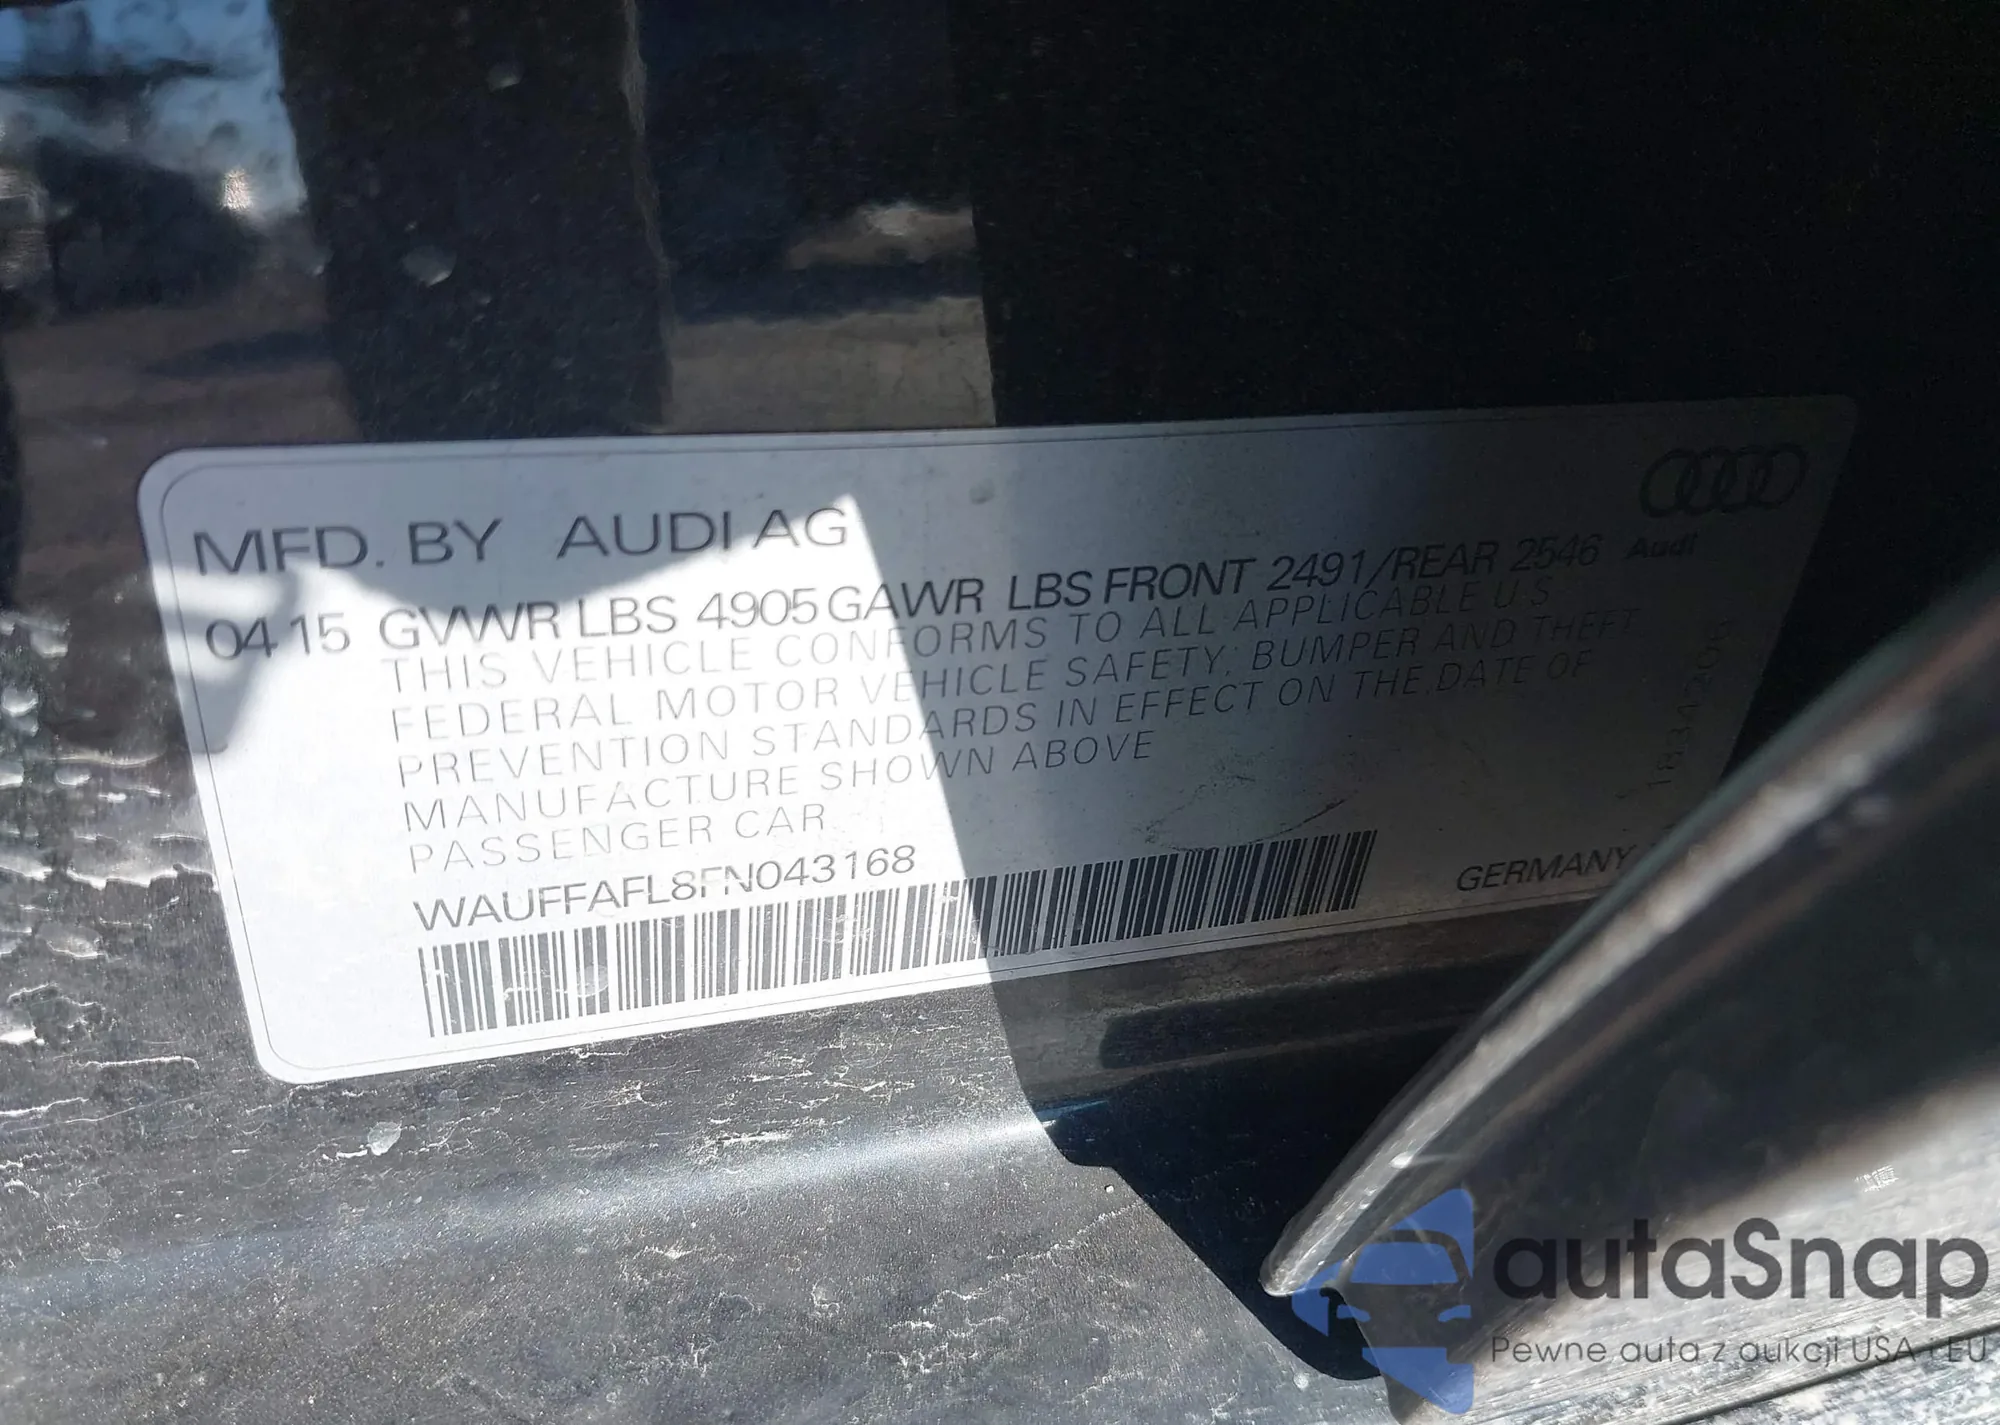 MFD. BY AUDI AG
04 15 GVWR LBS 4905 GAWR LBS FRONT 2491/REAR 2546 Audi
THIS VEHICLE CONFORMS TO ALL APPLICABLE U.S
FEDERAL MOTOR VEHICLE SAFETY, BUMPER AND THEFT
PREVENTION STANDARDS IN EFFECT ON THE DATE OF
MANUFACTURE SHOWN ABOVE
PASSENGER CAR
WAUFFAFL8FN043168
GERMANY
autaSnap
Pewne auta z aukcji USA i EU